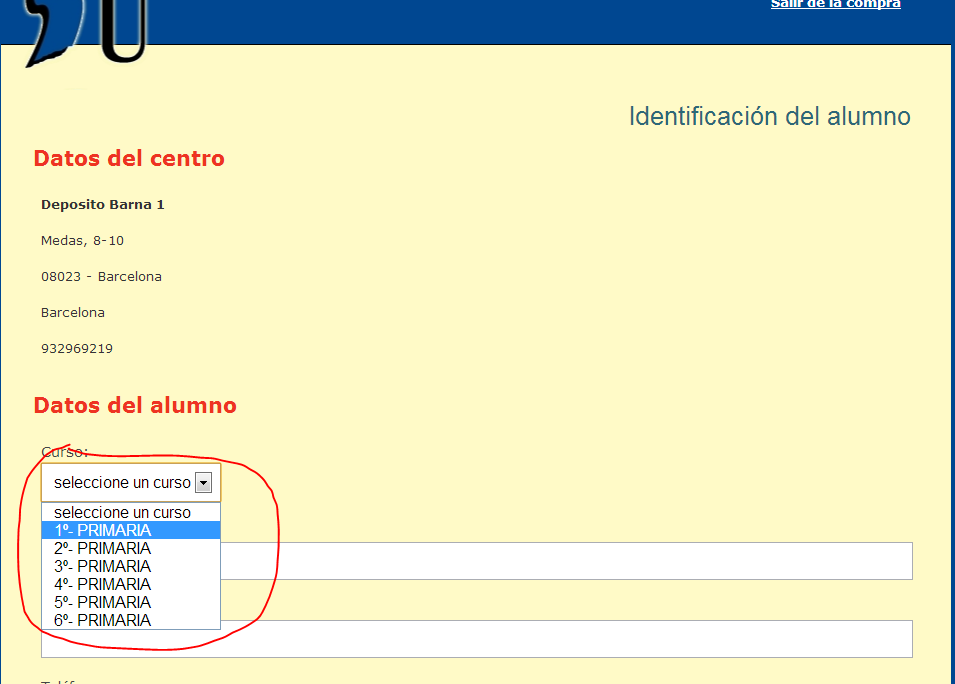 Salir de la compra
Identificación del alumno
Datos del centro
Deposito Barna 1
Medas, 8-10
08023 - Barcelona
Barcelona
932969219
Datos del alumno
Curso:
seleccione un curso
seleccione un curso
1º- PRIMARIA
2º- PRIMARIA
3º- PRIMARIA
4º- PRIMARIA
5º- PRIMARIA
6º- PRIMARIA